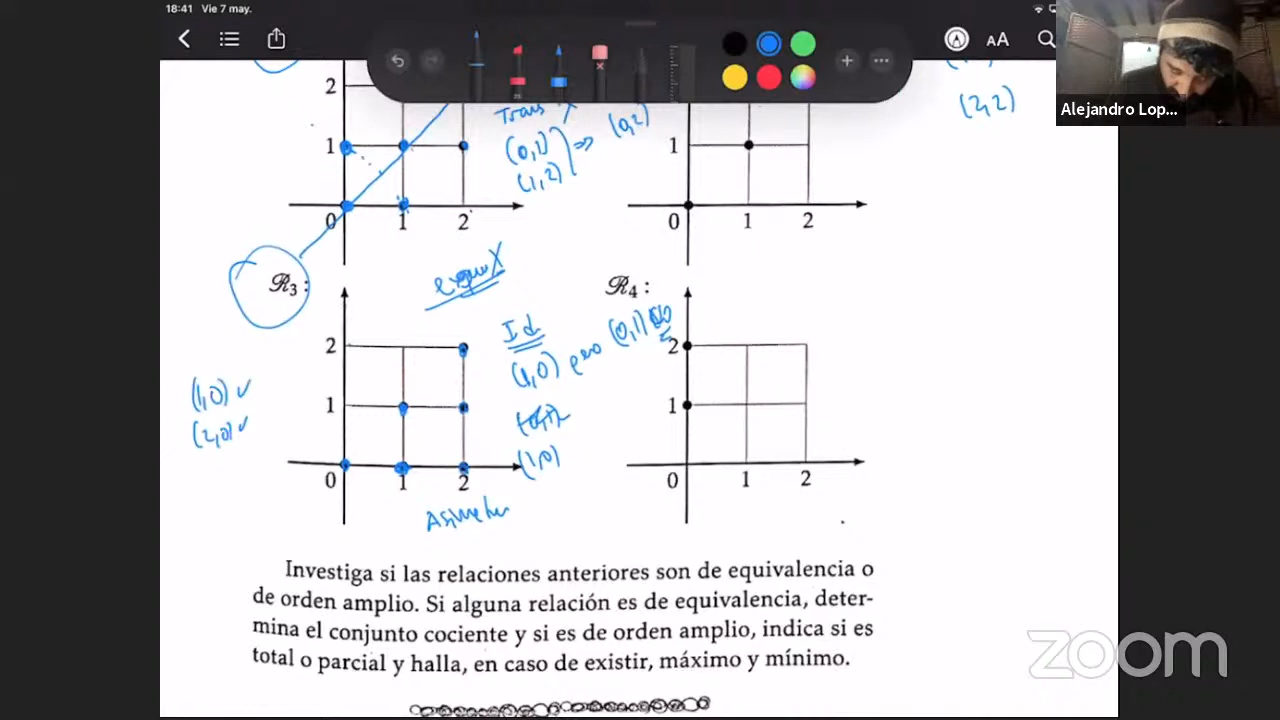 18:41 Vie 7 may.
AA
Alejandro Lop...
2
Trans
(0,2)
(2,2)
1
(0,1)
⇒
(1,2)
1
0
1
2
0
1
2
ℛ₃:
ℛ₄:
2
Id
(0,1)
2
(1,0) pero
(1,0) ✓
1
1
(2,0) ✓
(1,0)
0
1
2
0
1
2
Investiga si las relaciones anteriores son de equivalencia o
de orden amplio. Si alguna relación es de equivalencia, deter-
mina el conjunto cociente y si es de orden amplio, indica si es
total o parcial y halla, en caso de existir, máximo y mínimo.
zoom